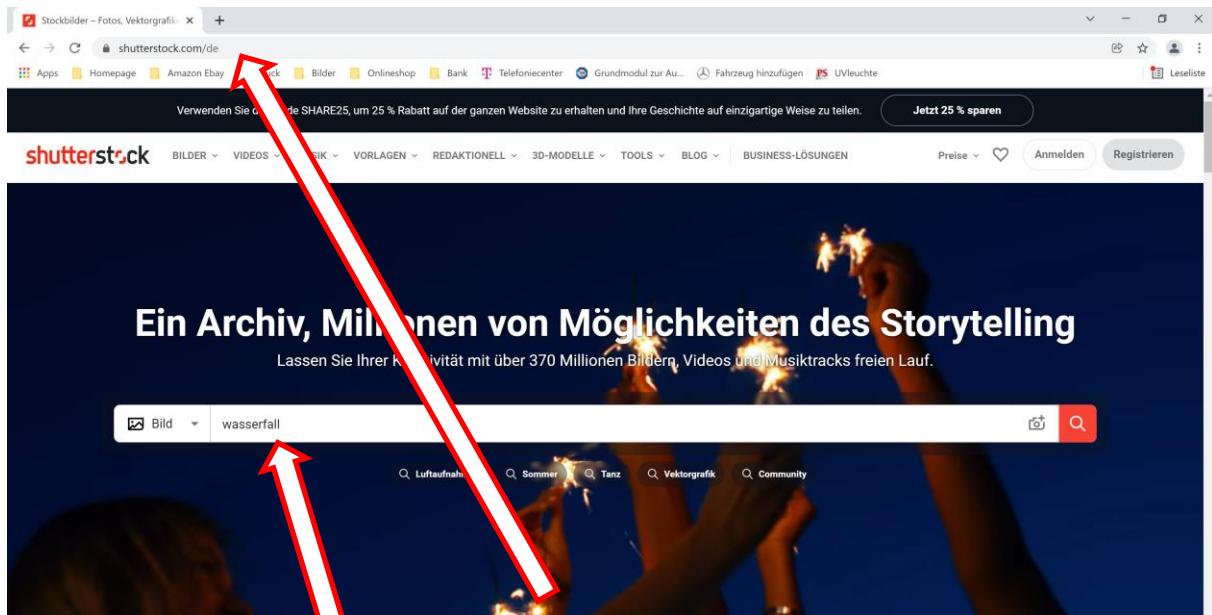 Stockbilder – Fotos, Vektorgrafik
shutterstock.com/de
Apps Homepage Amazon Ebay Bilder Onlineshop Bank Telefoniecenter Grundmodul zur Au... Fahrzeug hinzufügen PS UVleuchte Leseliste
Verwenden Sie de SHARE25, um 25 % Rabatt auf der ganzen Website zu erhalten und Ihre Geschichte auf einzigartige Weise zu teilen. Jetzt 25 % sparen
shutterstock BILDER VIDEOS VORLAGEN REDAKTIONELL 3D-MODELLE TOOLS BLOG BUSINESS-LÖSUNGEN Preise Anmelden Registrieren
Ein Archiv, Millionen von Möglichkeiten des Storytelling
Lassen Sie Ihrer Kreativität mit über 370 Millionen Bildern, Videos und Musiktracks freien Lauf.
Bild wasserfall
Luftaufnahme Sommer Tanz Vektorgrafik Community